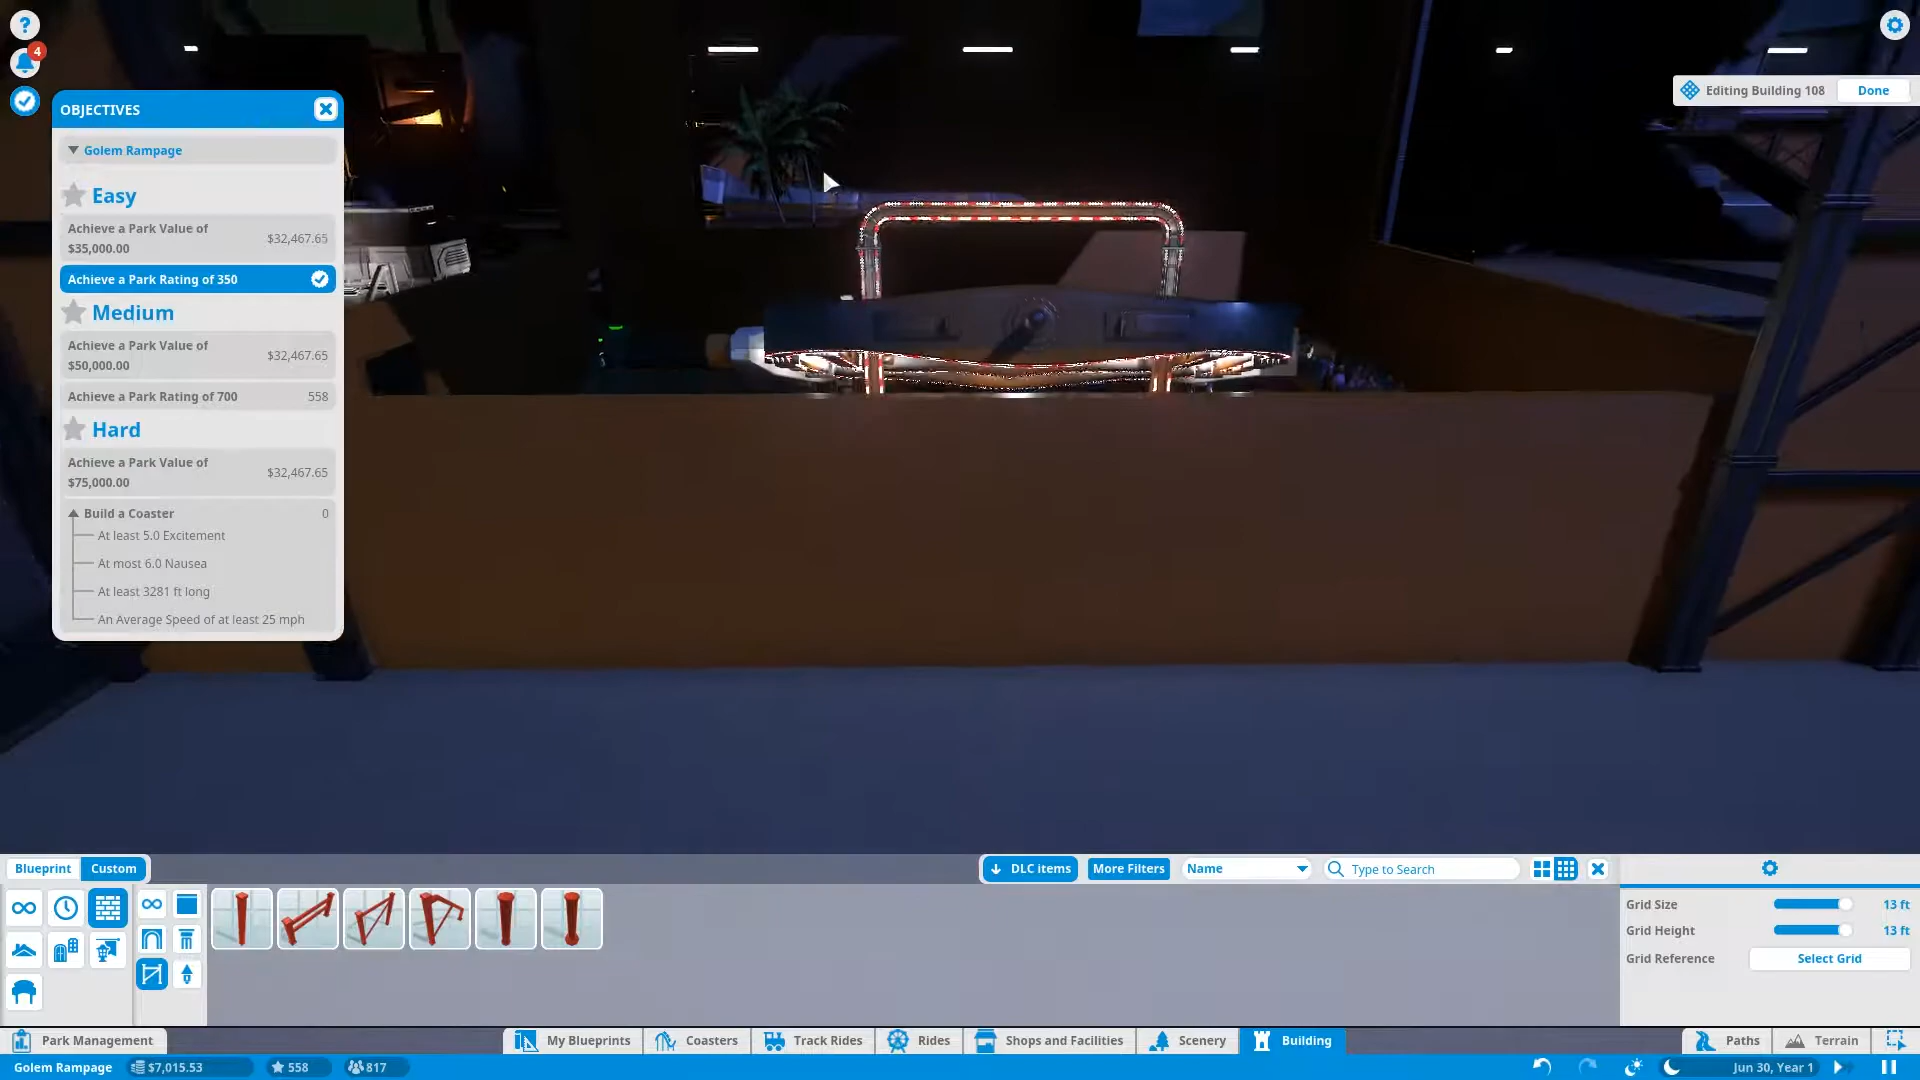 ?
4
Editing Building 108 Done
OBJECTIVES
Golem Rampage
Easy
Achieve a Park Value of
$35,000.00
$32,467.65
Achieve a Park Rating of 350
Medium
Achieve a Park Value of
$50,000.00
$32,467.65
Achieve a Park Rating of 700 558
Hard
Achieve a Park Value of
$75,000.00
$32,467.65
Build a Coaster 0
At least 5.0 Excitement
At most 6.0 Nausea
At least 3281 ft long
An Average Speed of at least 25 mph
Blueprint Custom
DLC items More Filters Name Type to Search
Grid Size 13 ft
Grid Height 13 ft
Grid Reference Select Grid
Park Management My Blueprints Coasters Track Rides Rides Shops and Facilities Scenery Building Paths Terrain
Golem Rampage $7,015.53 558 817 Jun 30, Year 1